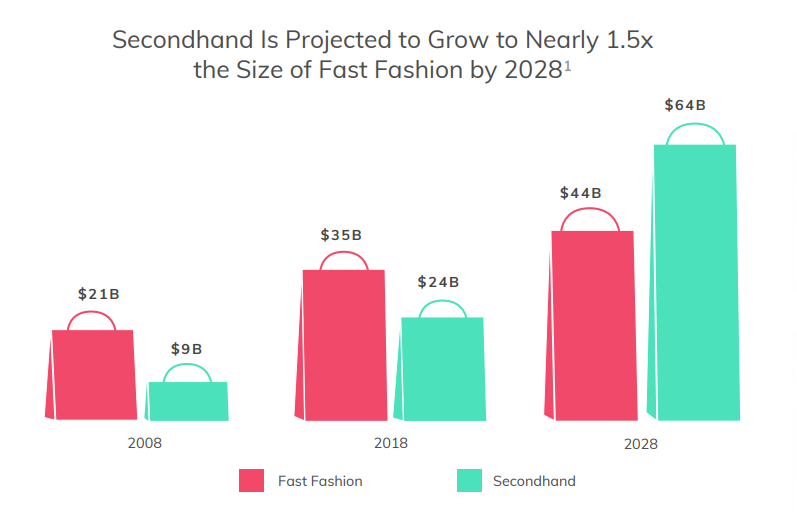 Secondhand Is Projected to Grow to Nearly 1.5x
the Size of Fast Fashion by 2028¹
$64B
$44B
$35B
$24B
$21B
$9B
2008
2018
2028
Fast Fashion
Secondhand